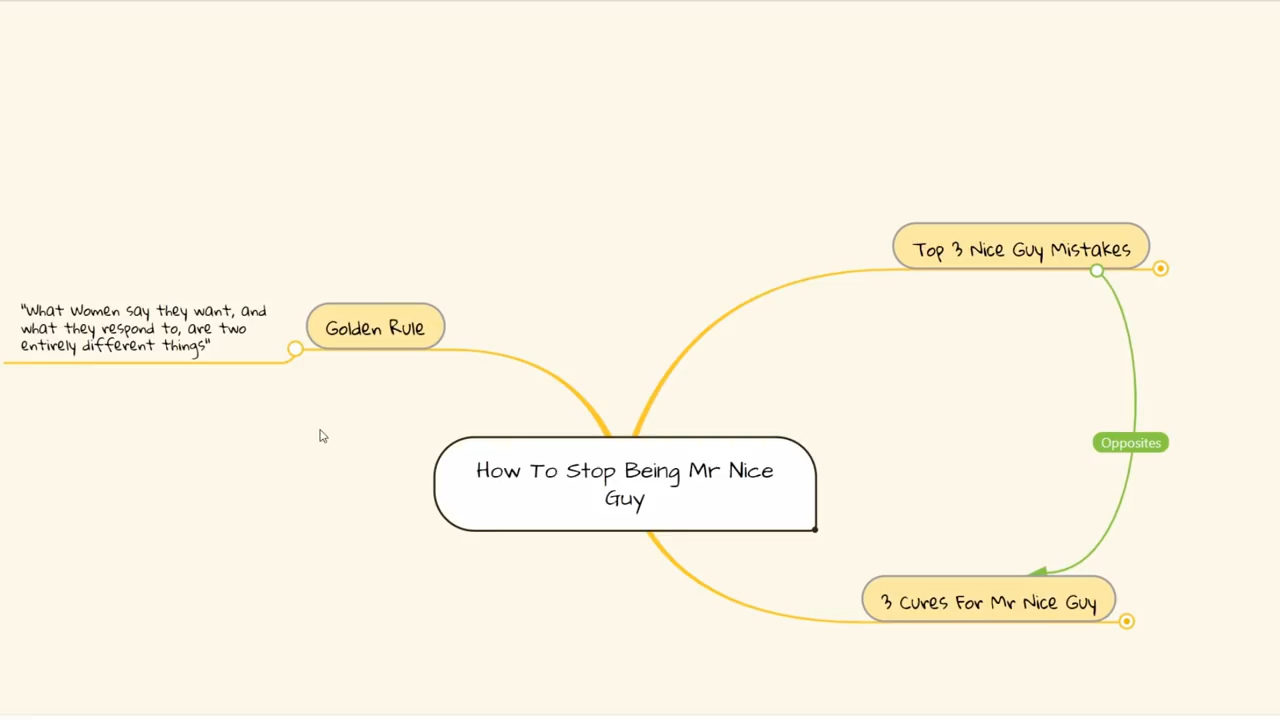 Top 3 Nice Guy Mistakes
"What Women say they want, and
what they respond to, are two
entirely different things"
Golden Rule
Opposites
How To Stop Being Mr Nice
Guy
3 Cures For Mr Nice Guy